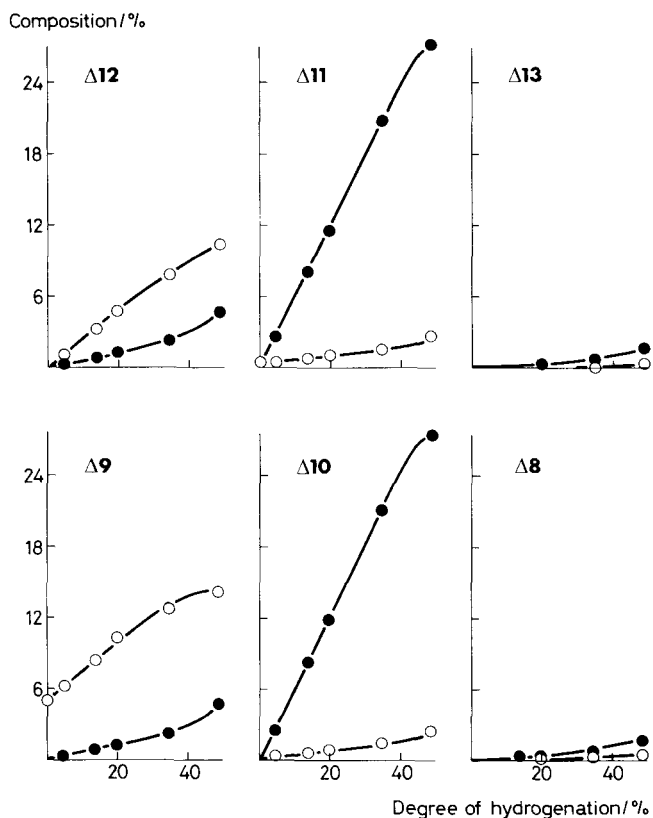 Composition/%
Δ12 Δ11 Δ13
24
18
12
6
Δ9 Δ10 Δ8
24
18
12
6
20 40 20 40 20 40
Degree of hydrogenation/%